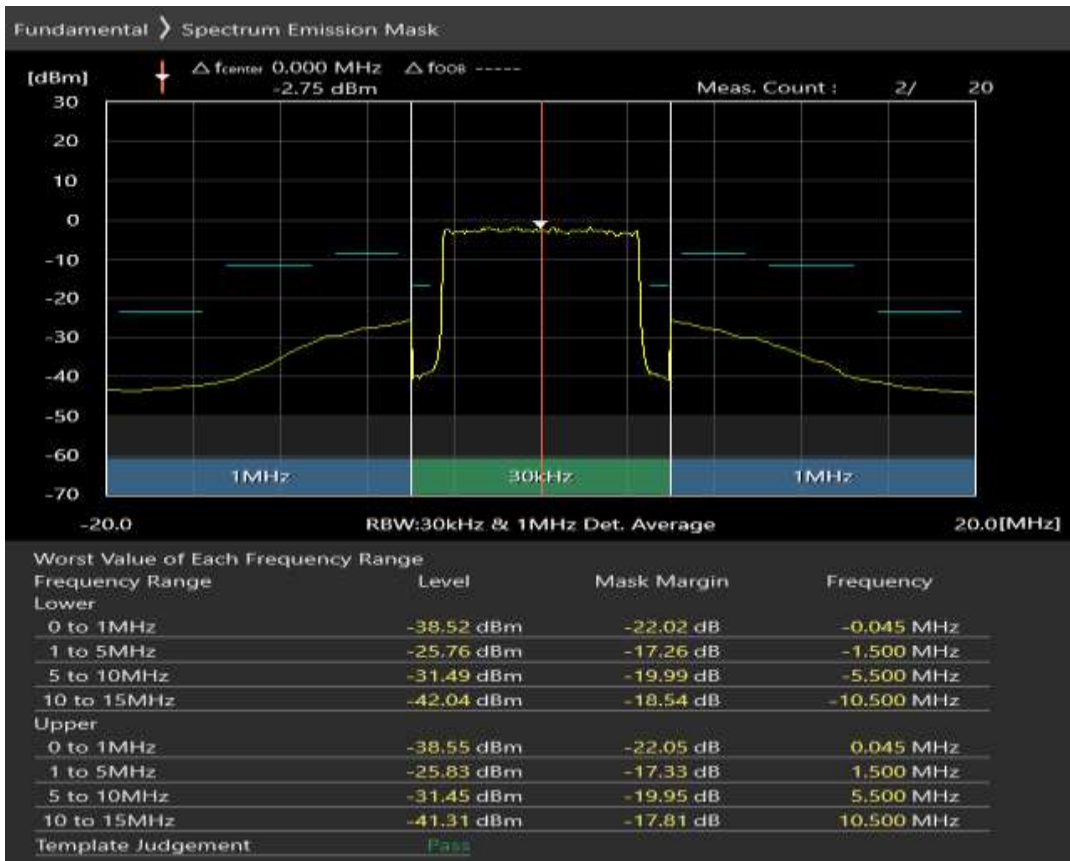 Fundamental ❭ Spectrum Emission Mask
[dBm] △ fcenter 0.000 MHz △ fOOB -----
-2.75 dBm Meas. Count : 2/ 20
30
20
10
0
-10
-20
-30
-40
-50
-60
1MHz 30kHz 1MHz
-70
-20.0 RBW:30kHz & 1MHz Det. Average 20.0[MHz]
Worst Value of Each Frequency Range
Frequency Range Level Mask Margin Frequency
Lower
0 to 1MHz -38.52 dBm -22.02 dB -0.045 MHz
1 to 5MHz -25.76 dBm -17.26 dB -1.500 MHz
5 to 10MHz -31.49 dBm -19.99 dB -5.500 MHz
10 to 15MHz -42.04 dBm -18.54 dB -10.500 MHz
Upper
0 to 1MHz -38.55 dBm -22.05 dB 0.045 MHz
1 to 5MHz -25.83 dBm -17.33 dB 1.500 MHz
5 to 10MHz -31.45 dBm -19.95 dB 5.500 MHz
10 to 15MHz -41.31 dBm -17.81 dB 10.500 MHz
Template Judgement Pass